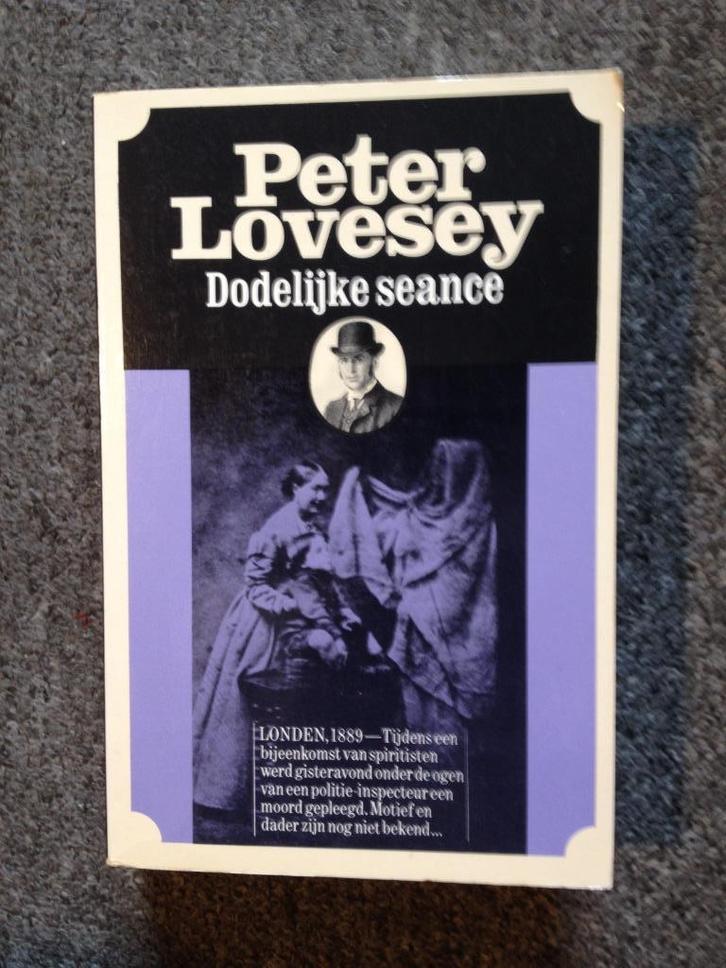 Peter
Lovesey
Dodelijke seance
LONDEN, 1889—Tijdens een
bijeenkomst van spiritisten
werd gisteravond onder de ogen
van een politie-inspecteur een
moord gepleegd. Motief en
dader zijn nog niet bekend...